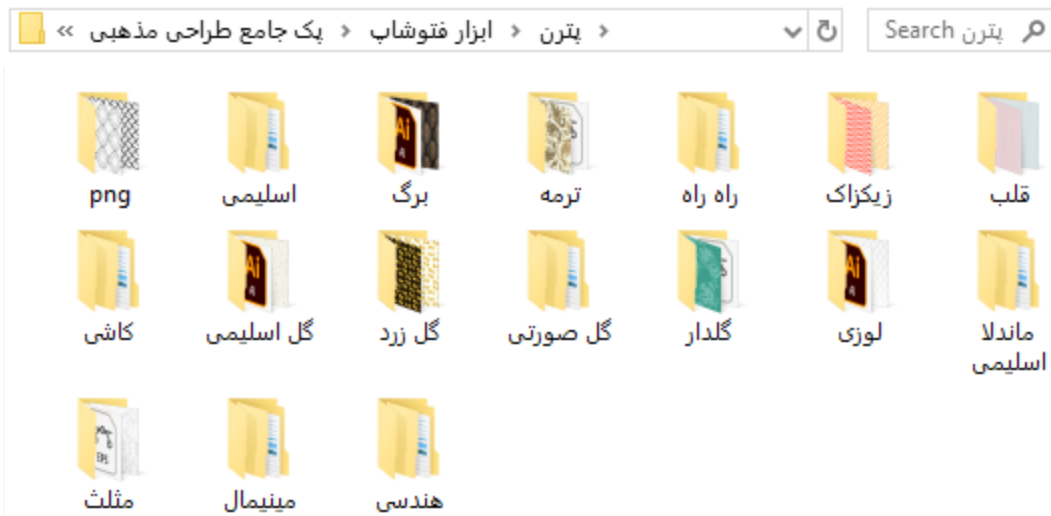 « پک جامع طراحی مذهبی › ابزار فتوشاپ › پترن ›
Search پترن
png
اسلیمی
برگ
ترمه
راه راه
زیکزاک
قلب
کاشی
گل اسلیمی
گل زرد
گل صورتی
گلدار
لوزی
ماندلا
اسلیمی
مثلث
مینیمال
هندسی